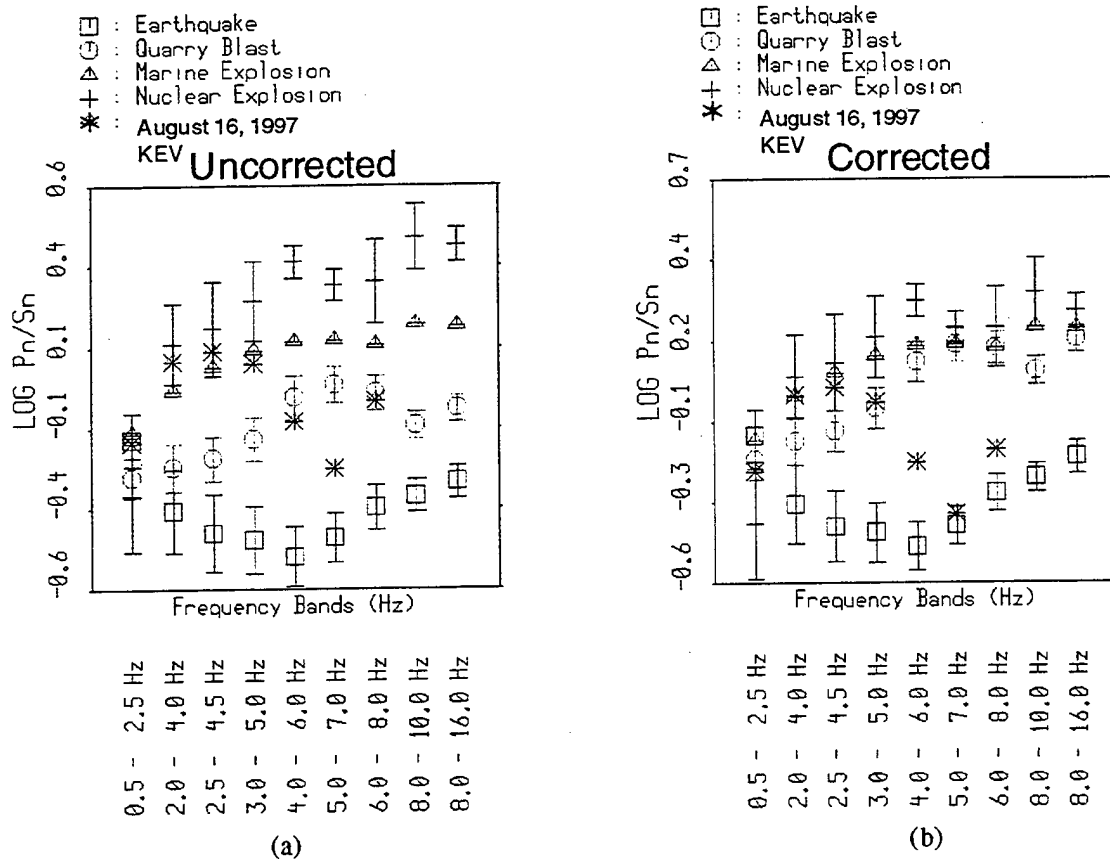 : Earthquake
: Quarry Blast
: Marine Explosion
: Nuclear Explosion
: August 16, 1997
KEV
Uncorrected
LOG Pn/Sn
0.6
0.4
0.1
-0.1
-0.4
-0.6
Frequency Bands (Hz)
0.5 - 2.5 Hz
2.0 - 4.0 Hz
2.5 - 4.5 Hz
3.0 - 5.0 Hz
4.0 - 6.0 Hz
5.0 - 7.0 Hz
6.0 - 8.0 Hz
8.0 - 10.0 Hz
8.0 - 16.0 Hz
(a)
: Earthquake
: Quarry Blast
: Marine Explosion
: Nuclear Explosion
: August 16, 1997
KEV
Corrected
LOG Pn/Sn
0.7
0.4
0.2
-0.1
-0.3
-0.6
Frequency Bands (Hz)
0.5 - 2.5 Hz
2.0 - 4.0 Hz
2.5 - 4.5 Hz
3.0 - 5.0 Hz
4.0 - 6.0 Hz
5.0 - 7.0 Hz
6.0 - 8.0 Hz
8.0 - 10.0 Hz
8.0 - 16.0 Hz
(b)